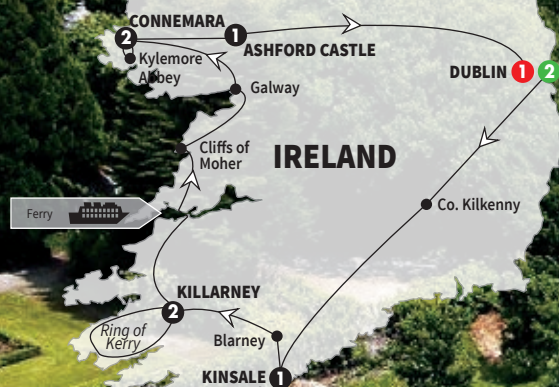 CONNEMARA
2
1
ASHFORD CASTLE
Kylemore
Abbey
Galway
DUBLIN 1 2
Cliffs of
Moher
IRELAND
Co. Kilkenny
Ferry
KILLARNEY
2
Ring of
Kerry
Blarney
KINSALE 1